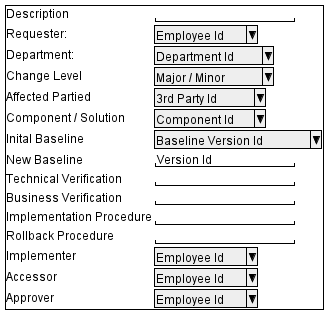 Description
Requester: Employee Id
Department: Department Id
Change Level Major / Minor
Affected Partied 3rd Party Id
Component / Solution Component Id
Inital Baseline Baseline Version Id
New Baseline Version Id
Technical Verification
Business Verification
Implementation Procedure
Rollback Procedure
Implementer Employee Id
Accessor Employee Id
Approver Employee Id